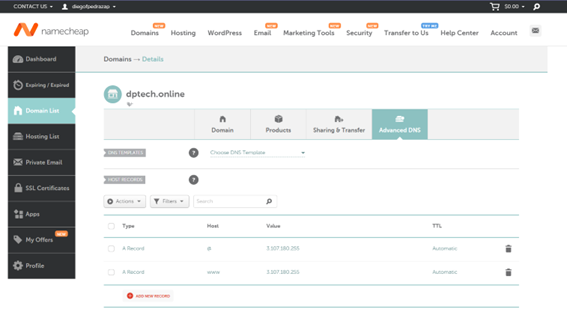 CONTACT US
diagofpedrazap
$0.00
namecheap
Domains
NEW
Hosting
WordPress
Email
NEW
Marketing Tools
NEW
Security
NEW
Transfer to Us
TRY ME
Help Center
Account
Dashboard
Expiring / Expired
Domain List
Hosting List
Private Email
SSL Certificates
Apps
My Offers
NEW
Profile
Domains → Details
dptech.online
Domain
Products
Sharing & Transfer
Advanced DNS
DNS TEMPLATES
?
Choose DNS Template
HOST RECORDS
?
Actions
Filters
Search
Type Host Value TTL
A Record @ 3.107.160.255 Automatic
A Record www 3.107.160.255 Automatic
ADD NEW RECORD